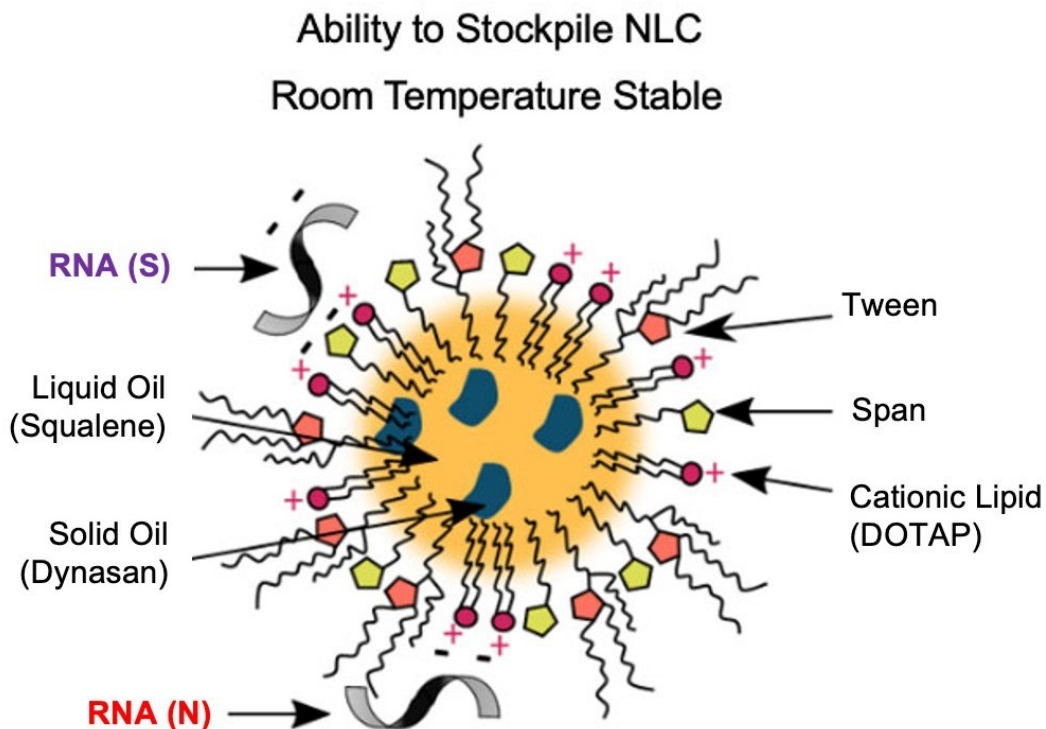 Ability to Stockpile NLC
Room Temperature Stable
RNA (S)
Liquid Oil
(Squalene)
Solid Oil
(Dynasan)
RNA (N)
Tween
Span
Cationic Lipid
(DOTAP)